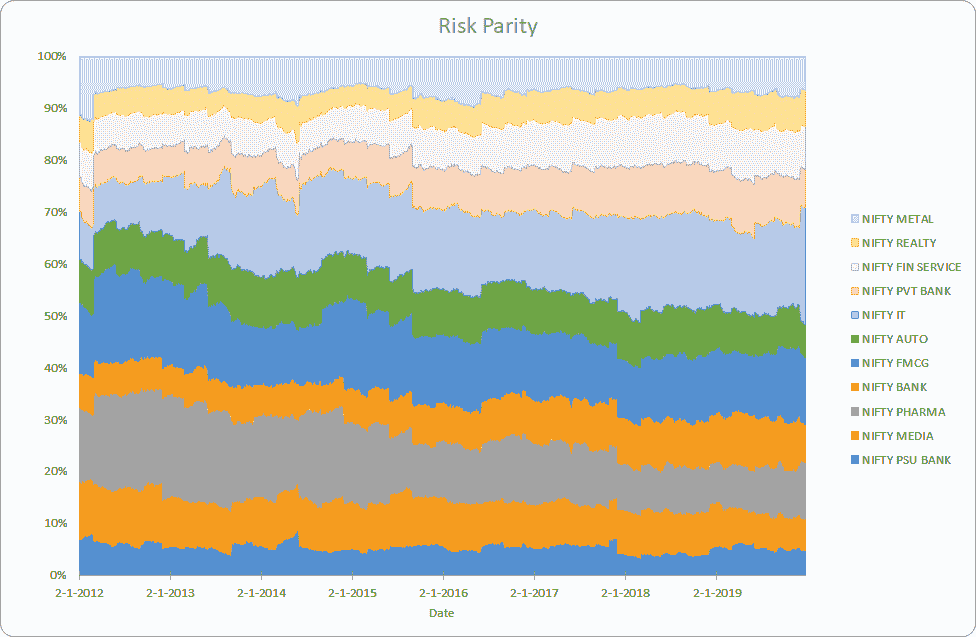 Risk Parity
100%
90%
80%
70%
60%
50%
40%
30%
20%
10%
0%
2-1-2012 2-1-2013 2-1-2014 2-1-2015 2-1-2016 2-1-2017 2-1-2018 2-1-2019
Date
NIFTY METAL
NIFTY REALTY
NIFTY FIN SERVICE
NIFTY PVT BANK
NIFTY IT
NIFTY AUTO
NIFTY FMCG
NIFTY BANK
NIFTY PHARMA
NIFTY MEDIA
NIFTY PSU BANK